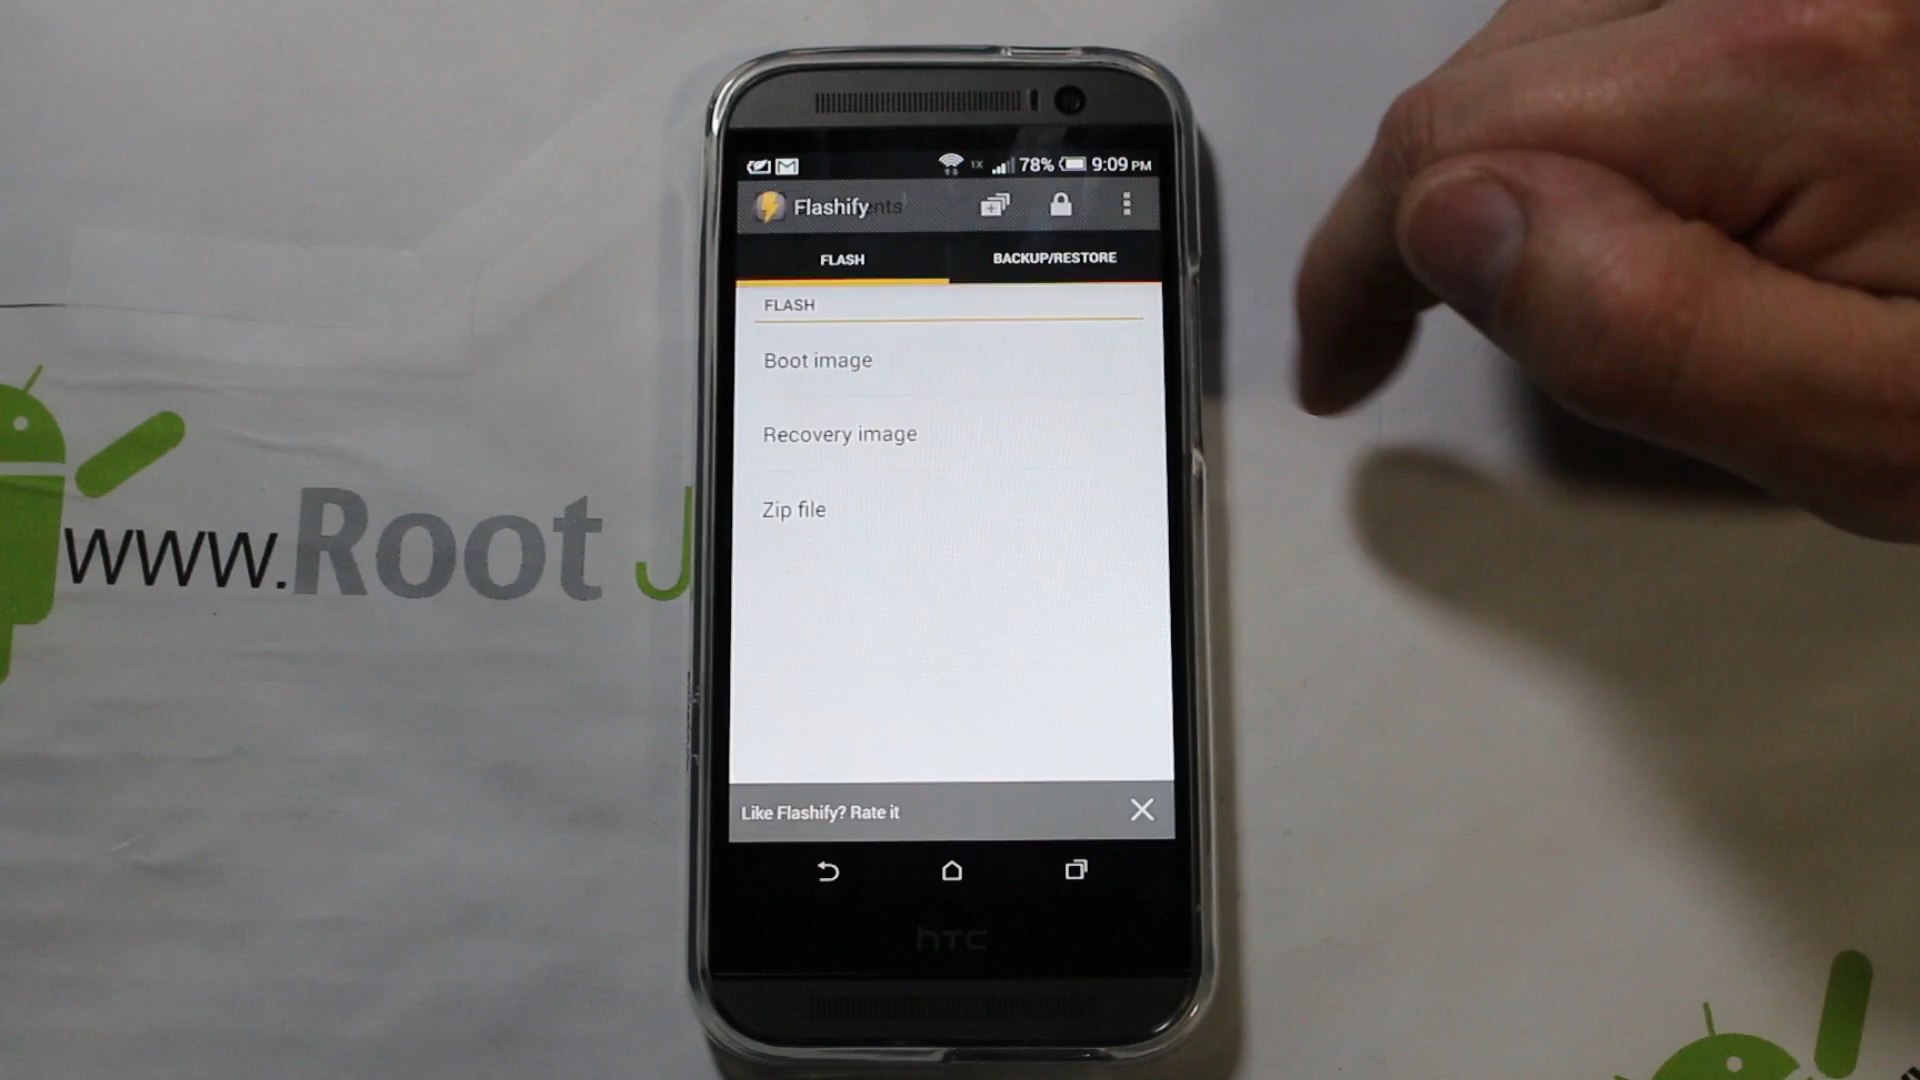 1X 78% 9:09 PM
Flashify
FLASH BACKUP/RESTORE
FLASH
Boot image
Recovery image
Zip file
Like Flashify? Rate it
hTC
www.Root J